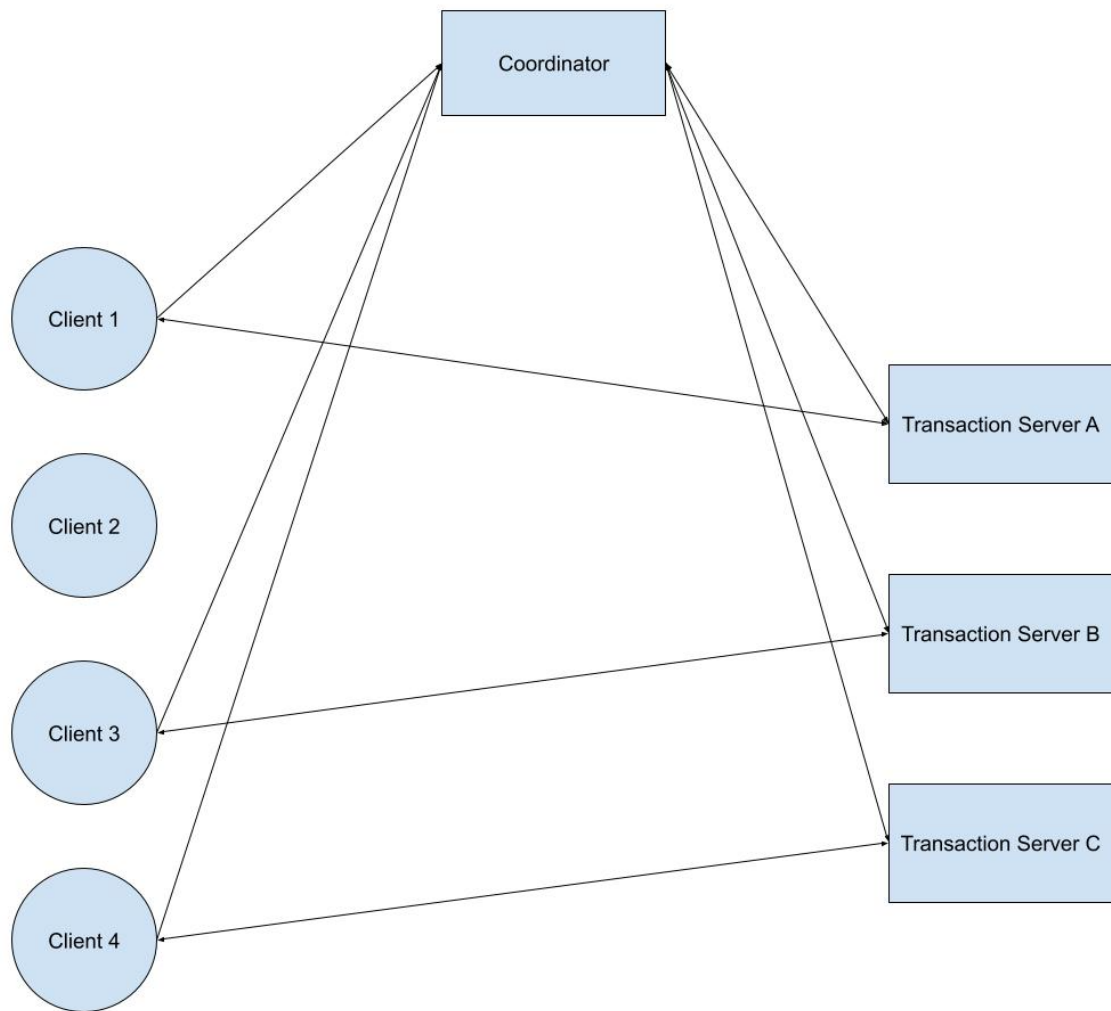 Coordinator
Client 1
Transaction Server A
Client 2
Transaction Server B
Client 3
Transaction Server C
Client 4